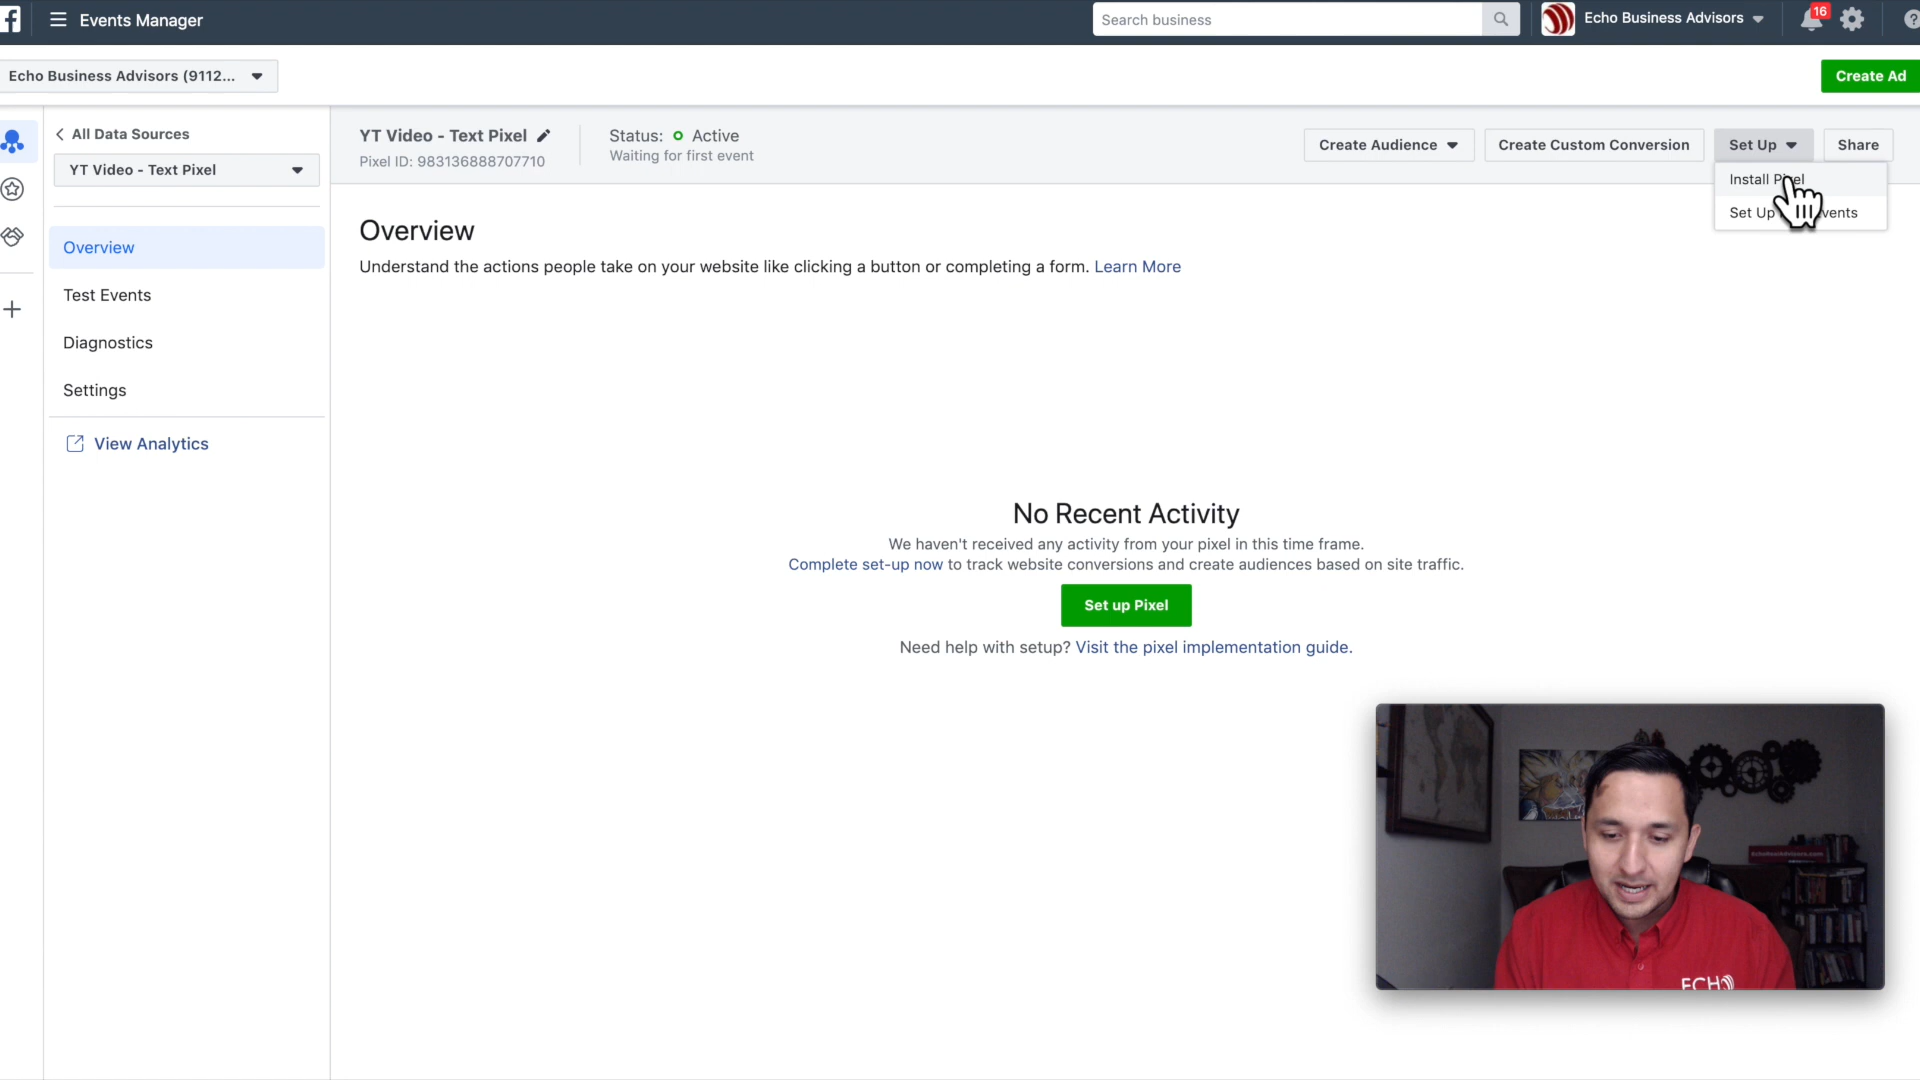 Events Manager
Search business
Echo Business Advisors
16
Echo Business Advisors (9112...
Create Ad
All Data Sources
YT Video - Text Pixel
Overview
Test Events
Diagnostics
Settings
View Analytics
YT Video - Text Pixel
Pixel ID: 983136888707710
Status: Active
Waiting for first event
Create Audience
Create Custom Conversion
Set Up
Share
Install Pixel
Set Up
Overview
Understand the actions people take on your website like clicking a button or completing a form. Learn More
No Recent Activity
We haven't received any activity from your pixel in this time frame.
Complete set-up now to track website conversions and create audiences based on site traffic.
Set up Pixel
Need help with setup? Visit the pixel implementation guide.
ECHO